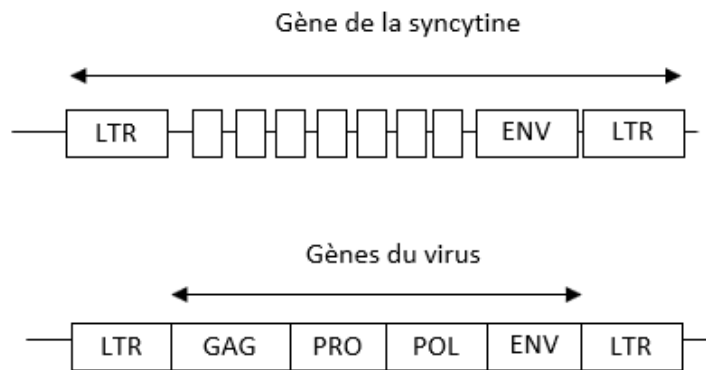 Gène de la syncytine
LTR ENV LTR
Gènes du virus
LTR GAG PRO POL ENV LTR